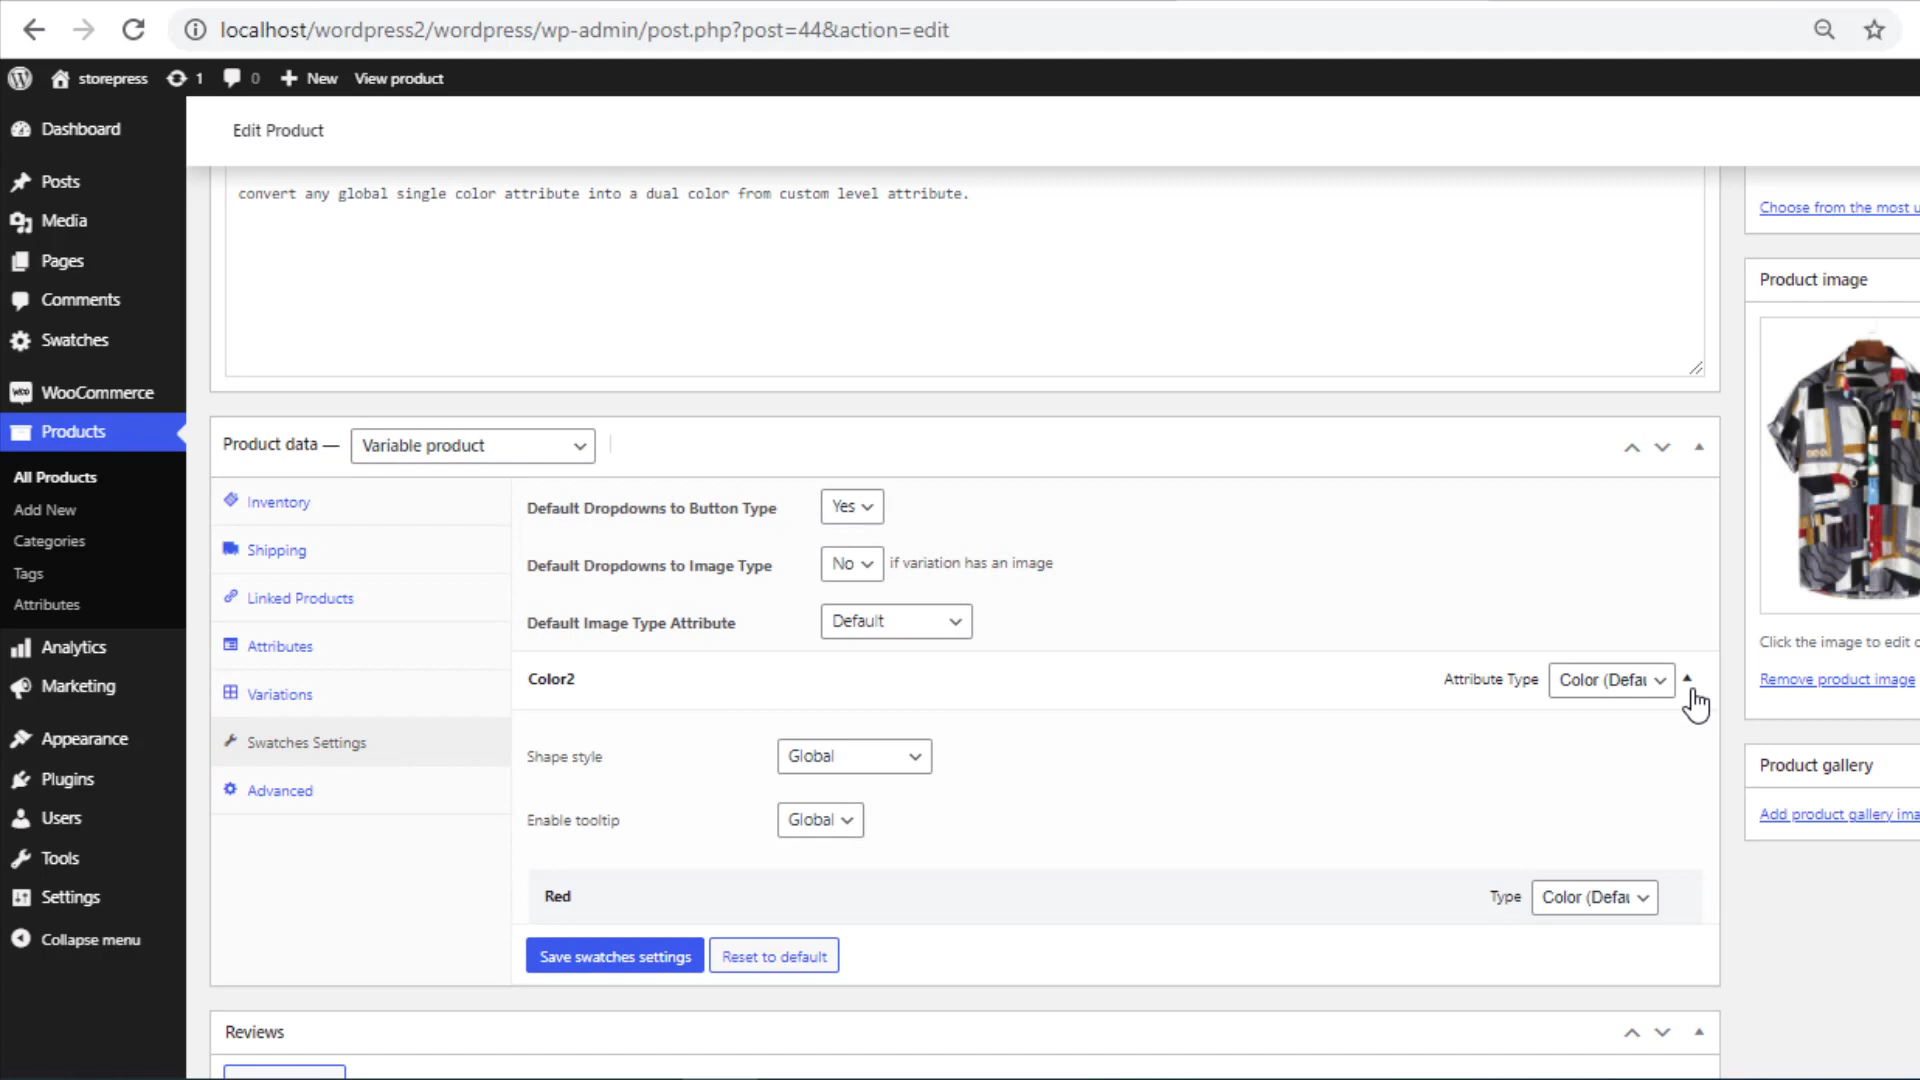 localhost/wordpress2/wordpress/wp-admin/post.php?post=44&action=edit
storepress 1 0 New View product
Dashboard
Posts
Media
Pages
Comments
Swatches
WooCommerce
Products
All Products
Add New
Categories
Tags
Attributes
Analytics
Marketing
Appearance
Plugins
Users
Tools
Settings
Collapse menu
Edit Product
convert any global single color attribute into a dual color from custom level attribute.
Product data — Variable product
Inventory
Shipping
Linked Products
Attributes
Variations
Swatches Settings
Advanced
Default Dropdowns to Button Type Yes
Default Dropdowns to Image Type No if variation has an image
Default Image Type Attribute Default
Color2 Attribute Type Color (Defau
Shape style Global
Enable tooltip Global
Red Type Color (Defau
Save swatches settings Reset to default
Reviews
Choose from the most u
Product image
Click the image to edit o
Remove product image
Product gallery
Add product gallery ima